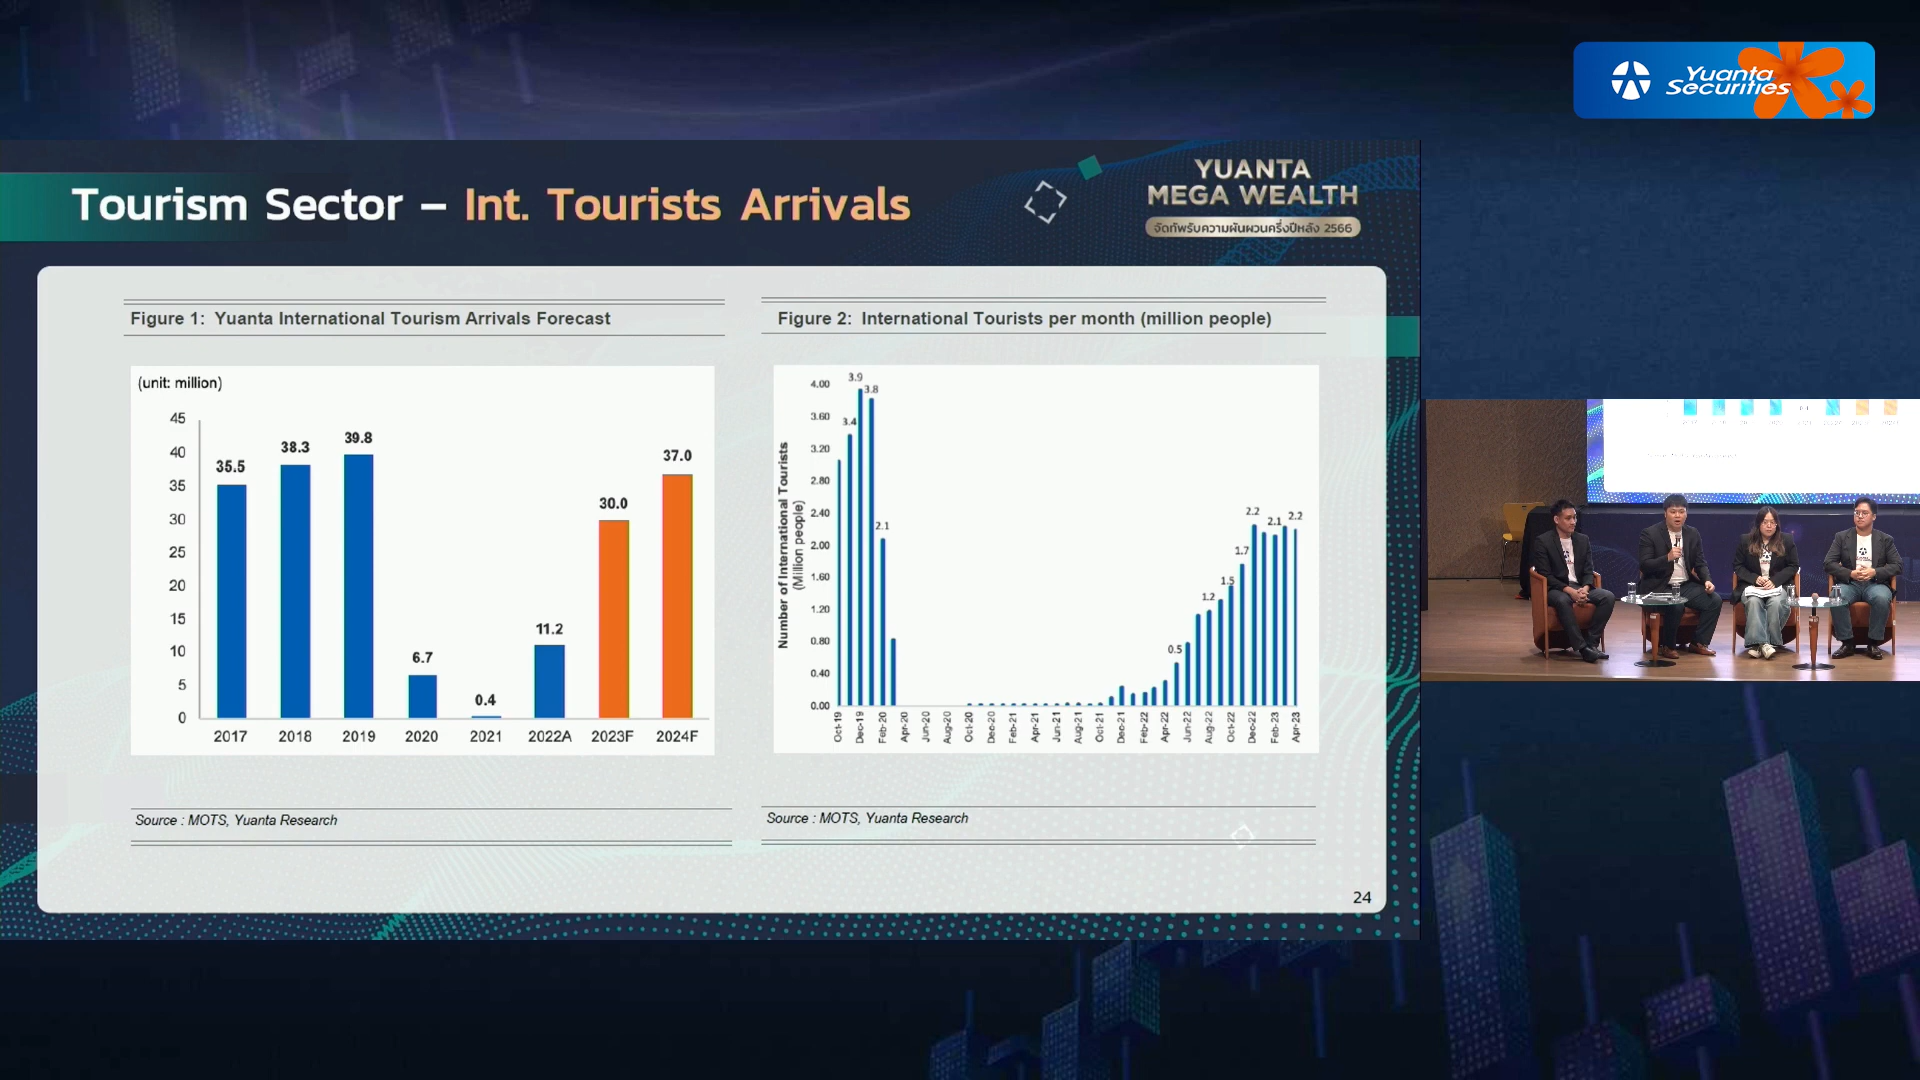 Yuanta
Securities
Tourism Sector – Int. Tourists Arrivals
YUANTA
MEGA WEALTH
จัดทัพรับความผันผวนครึ่งปีหลัง 2566
Figure 1: Yuanta International Tourism Arrivals Forecast
(unit: million)
45
40
35
30
25
20
15
10
5
0
35.5
38.3
39.8
6.7
0.4
11.2
30.0
37.0
2017
2018
2019
2020
2021
2022A
2023F
2024F
Source : MOTS, Yuanta Research
Figure 2: International Tourists per month (million people)
Number of International Tourists
(Million people)
4.00
3.60
3.20
2.80
2.40
2.00
1.60
1.20
0.80
0.40
0.00
3.4
3.9
3.8
2.1
0.5
1.2
1.5
1.7
2.2
2.1
2.2
Oct-19
Dec-19
Feb-20
Apr-20
Jun-20
Aug-20
Oct-20
Dec-20
Feb-21
Apr-21
Jun-21
Aug-21
Oct-21
Dec-21
Feb-22
Apr-22
Jun-22
Aug-22
Oct-22
Dec-22
Feb-23
Apr-23
Source : MOTS, Yuanta Research
24